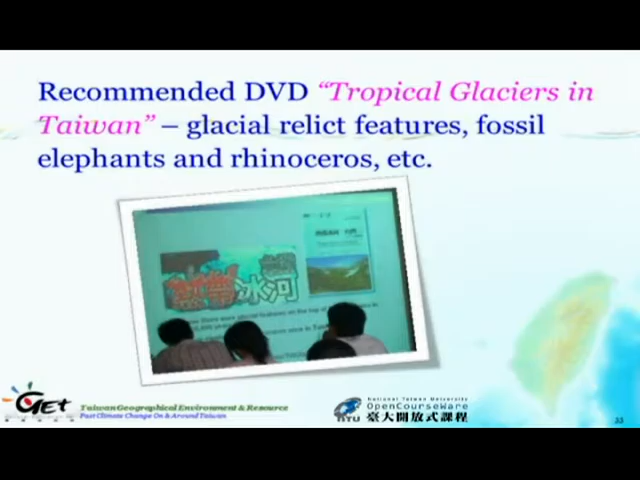 Recommended DVD “Tropical Glaciers in
Taiwan” – glacial relict features, fossil
elephants and rhinoceros, etc.
熱帶冰河
GET
Taiwan Geographical Environment & Resource
Past Climate Change On & Around Taiwan
National Taiwan University
OpenCourseWare
NTU 臺大開放式課程
33